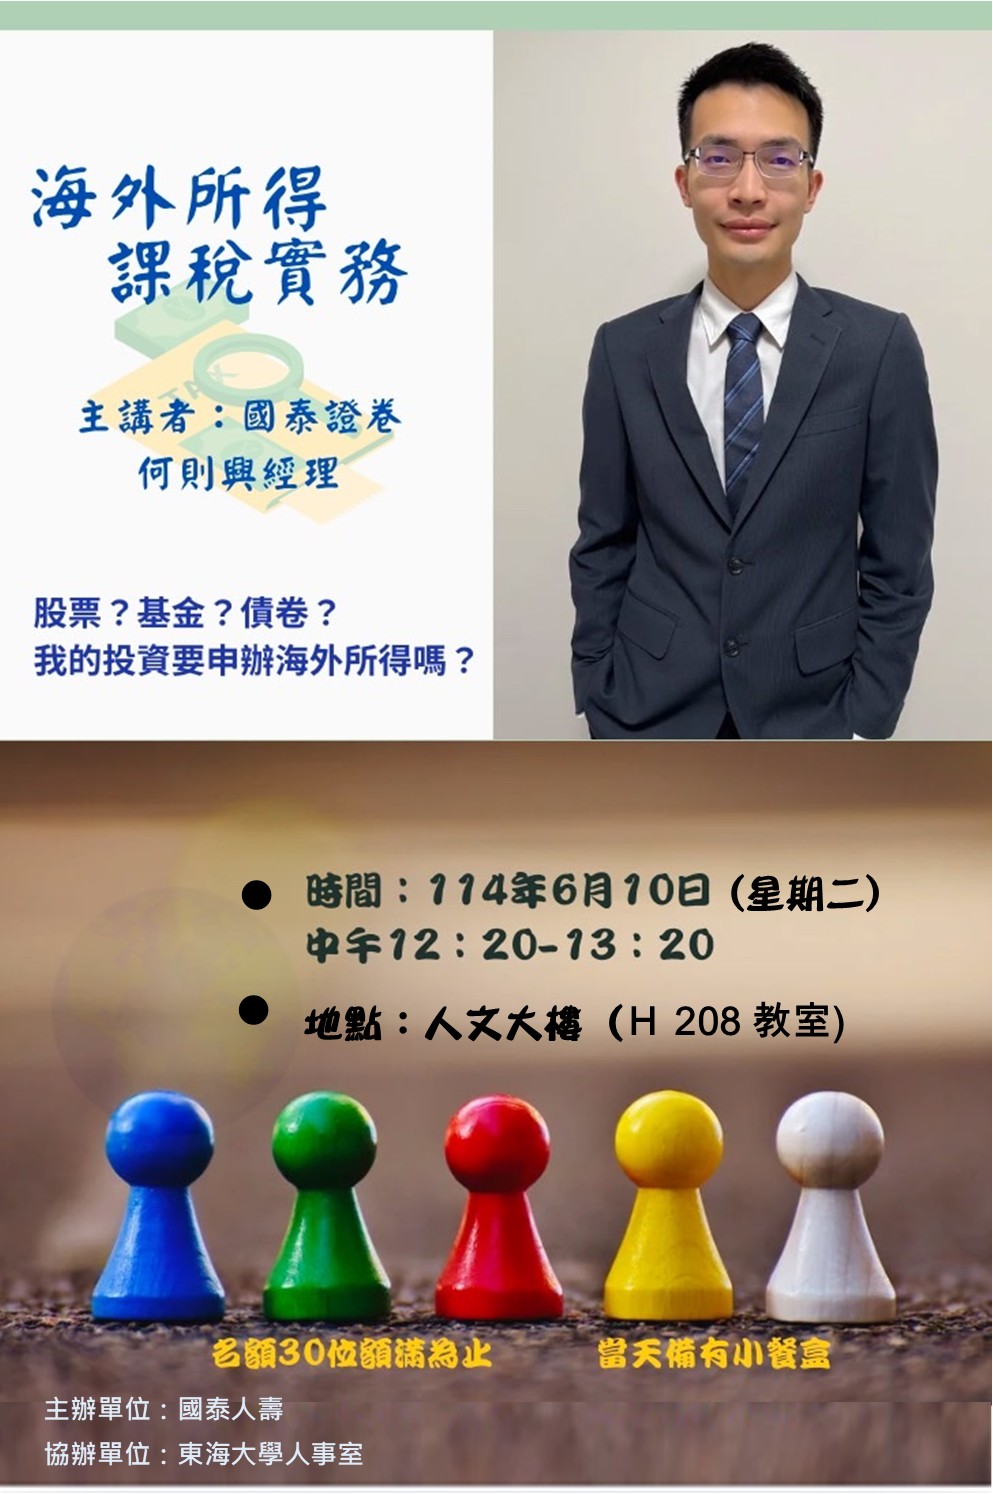 海外所得
課稅實務
TAX
主講者：國泰證卷
何則興經理
股票？基金？債卷？
我的投資要申辦海外所得嗎？
● 時間：114年6月10日 (星期二)
中午12：20-13：20
● 地點：人文大樓（H 208 教室)
名額30位額滿為止 當天備有小餐盒
主辦單位：國泰人壽
協辦單位：東海大學人事室